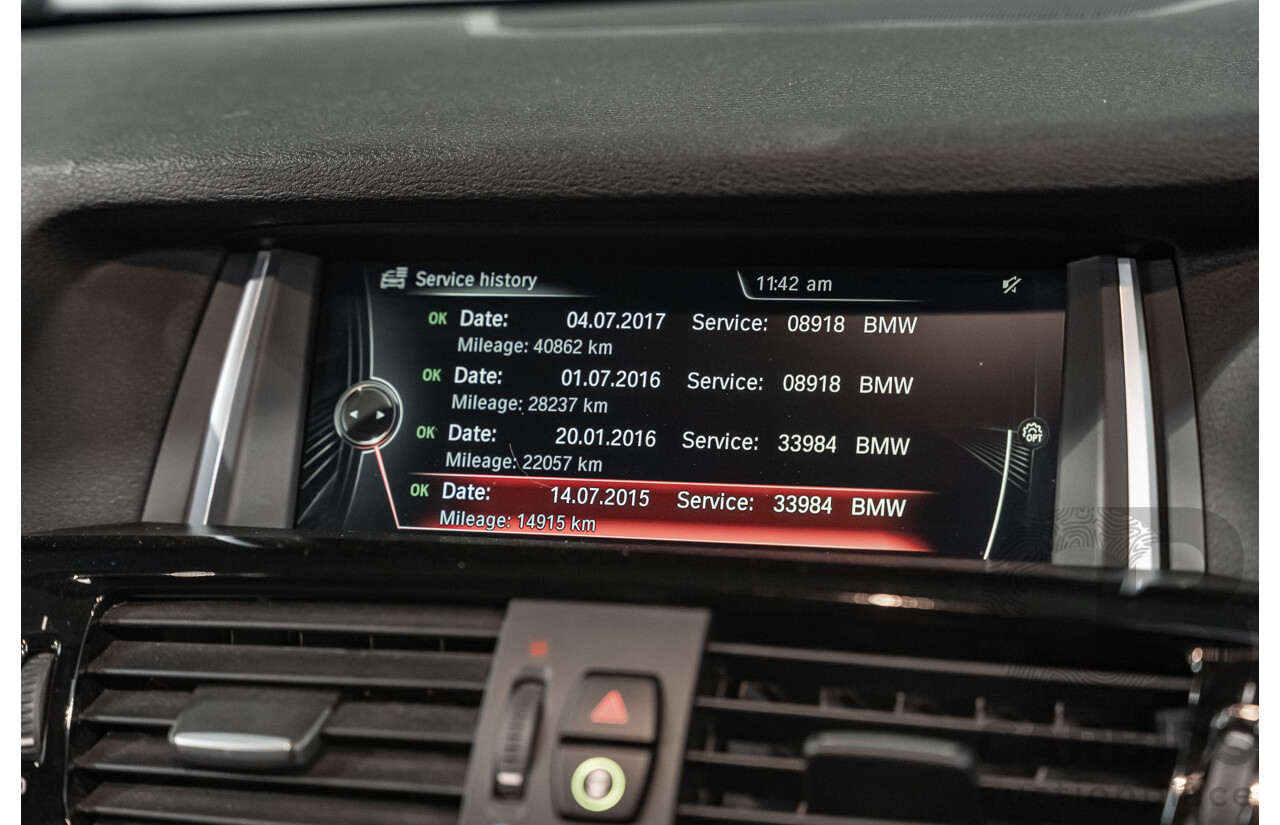 Service history 11:42 am
OK Date: 04.07.2017 Service: 08918 BMW
Mileage: 40862 km
OK Date: 01.07.2016 Service: 08918 BMW
Mileage: 28237 km
OK Date: 20.01.2016 Service: 33984 BMW
Mileage: 22057 km
OPT
OK Date: 14.07.2015 Service: 33984 BMW
Mileage: 14915 km